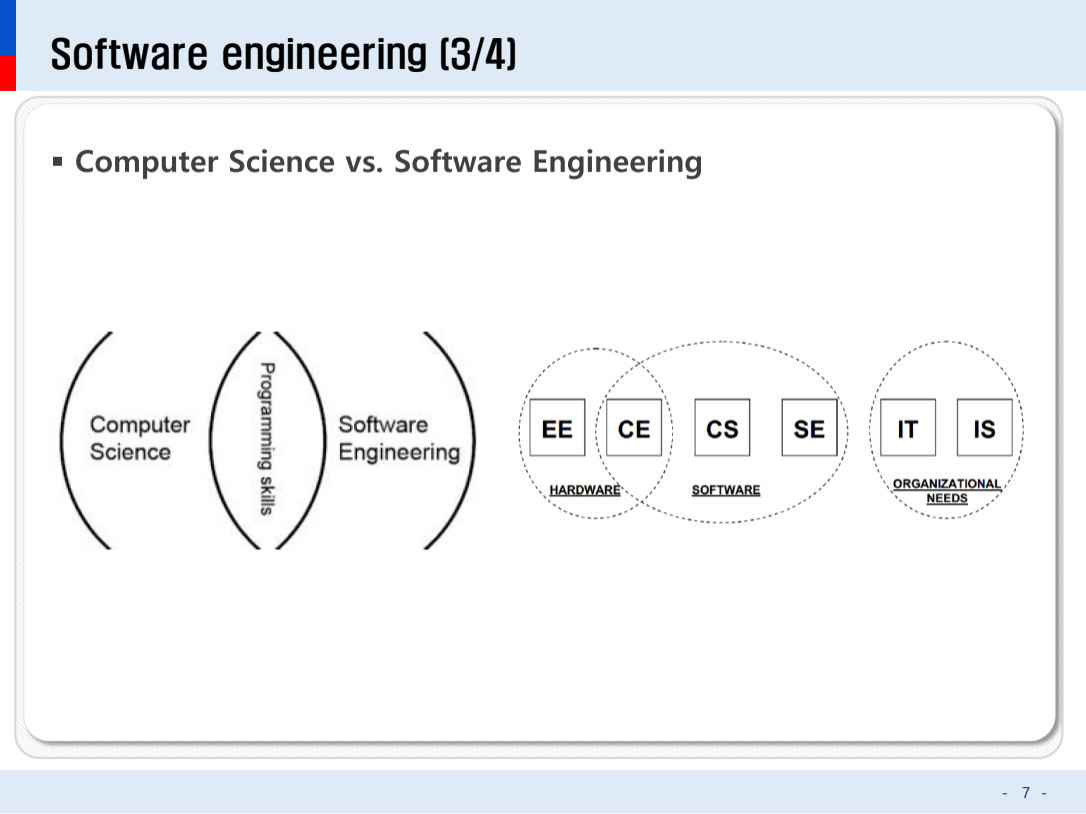 Software engineering (3/4)
▪ Computer Science vs. Software Engineering
Computer
Science
Programming skills
Software
Engineering
EE
CE
CS
SE
HARDWARE
SOFTWARE
IT
IS
ORGANIZATIONAL
NEEDS
- 7 -